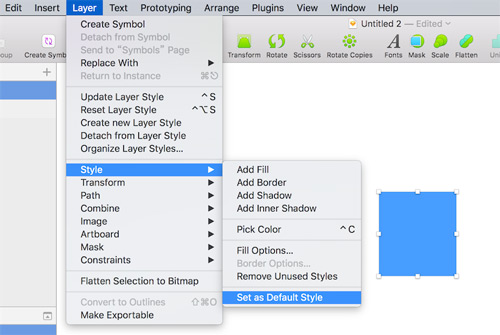 Edit Insert Layer Text Prototyping Arrange Plugins View Window
Untitled 2 — Edited
Create Symbol
Transform Rotate Scissors Rotate Copies Fonts Mask Scale Flatten
Create Symbol
Detach from Symbol
Send to “Symbols” Page
Replace With
Return to Instance ⌘
Update Layer Style ^ S
Reset Layer Style ^⌥S
Create new Layer Style
Detach from Layer Style
Organize Layer Styles...
Style
Transform
Path
Combine
Image
Artboard
Mask
Constraints
Flatten Selection to Bitmap
Convert to Outlines ⇧⌘O
Make Exportable
Add Fill
Add Border
Add Shadow
Add Inner Shadow
Pick Color ^ C
Fill Options...
Border Options...
Remove Unused Styles
Set as Default Style